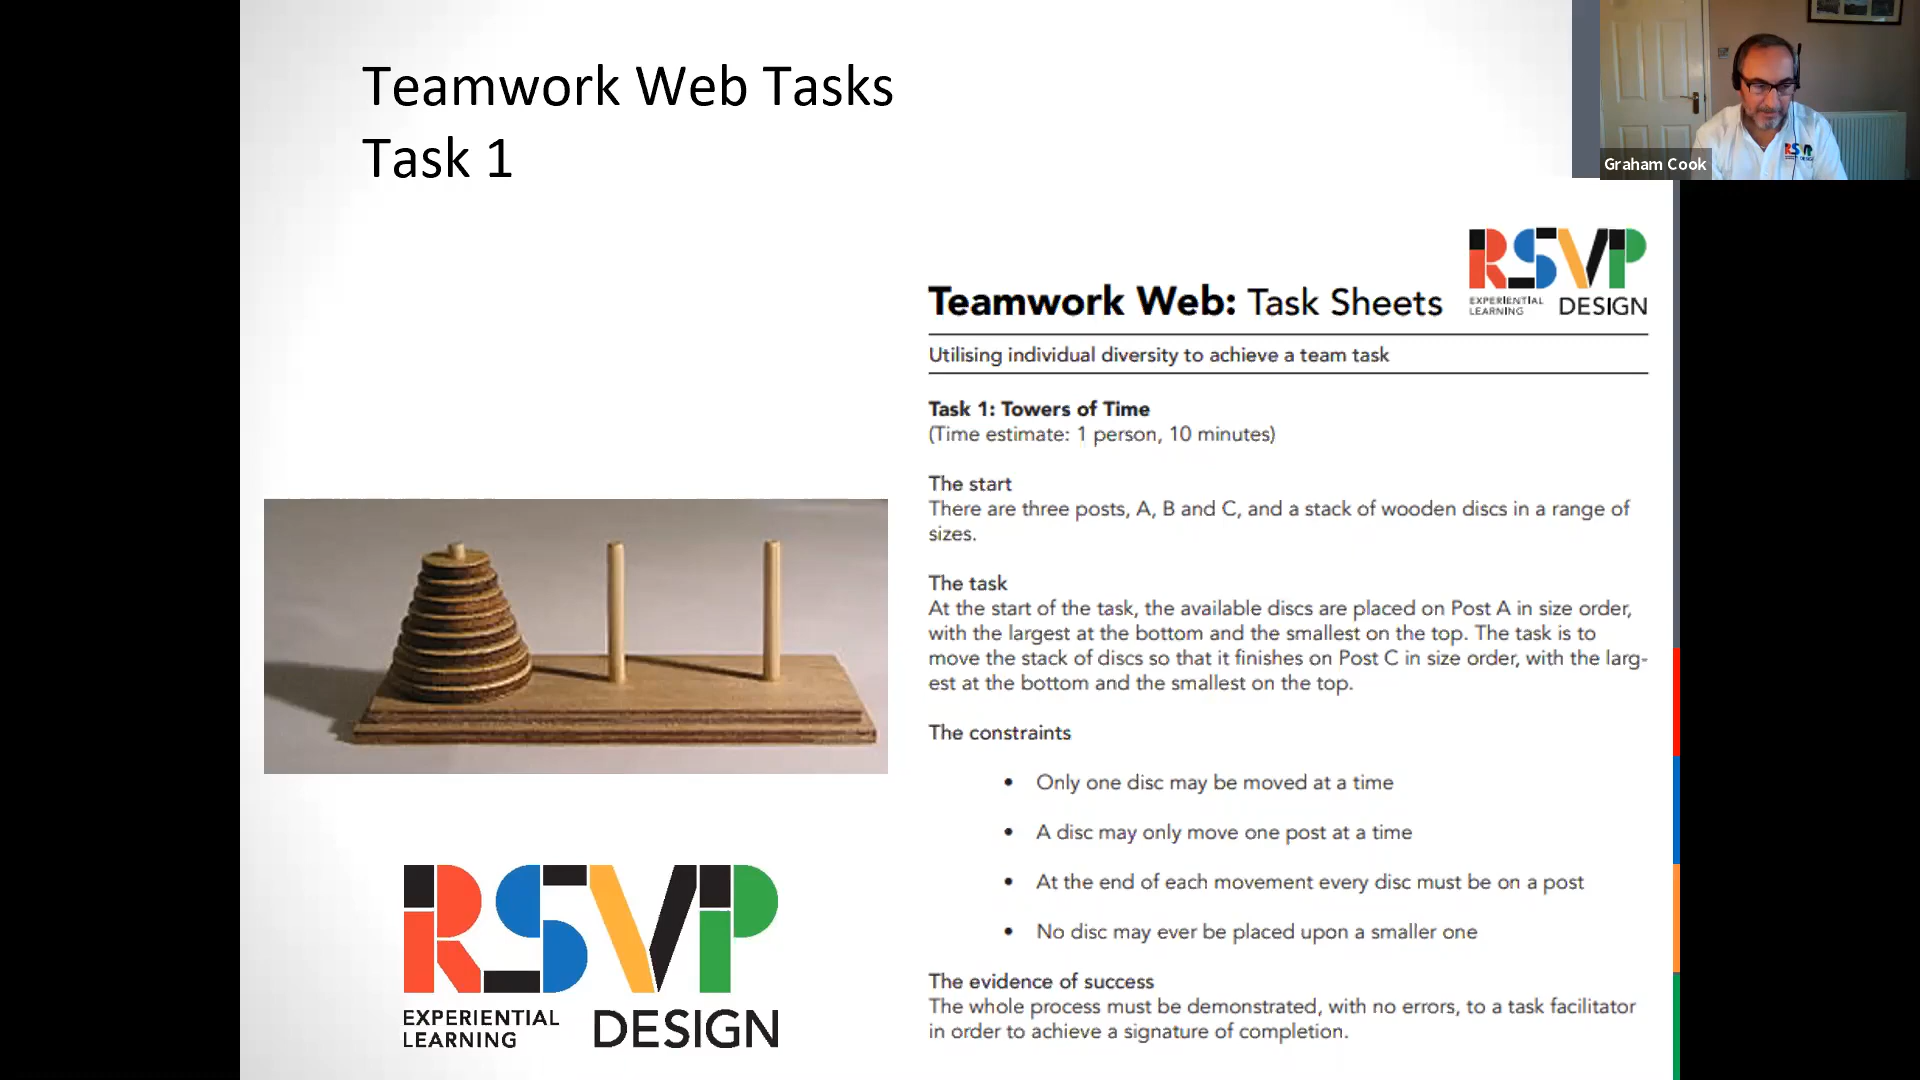 Teamwork Web Tasks
Task 1
Graham Cook
RSVP
DESIGN
RSVP
EXPERIENTIAL
LEARNING
DESIGN
Teamwork Web: Task Sheets
Utilising individual diversity to achieve a team task
Task 1: Towers of Time
(Time estimate: 1 person, 10 minutes)
The start
There are three posts, A, B and C, and a stack of wooden discs in a range of
sizes.
The task
At the start of the task, the available discs are placed on Post A in size order,
with the largest at the bottom and the smallest on the top. The task is to
move the stack of discs so that it finishes on Post C in size order, with the larg-
est at the bottom and the smallest on the top.
The constraints
• Only one disc may be moved at a time
• A disc may only move one post at a time
• At the end of each movement every disc must be on a post
• No disc may ever be placed upon a smaller one
The evidence of success
The whole process must be demonstrated, with no errors, to a task facilitator
in order to achieve a signature of completion.
RSVP
EXPERIENTIAL
LEARNING
DESIGN